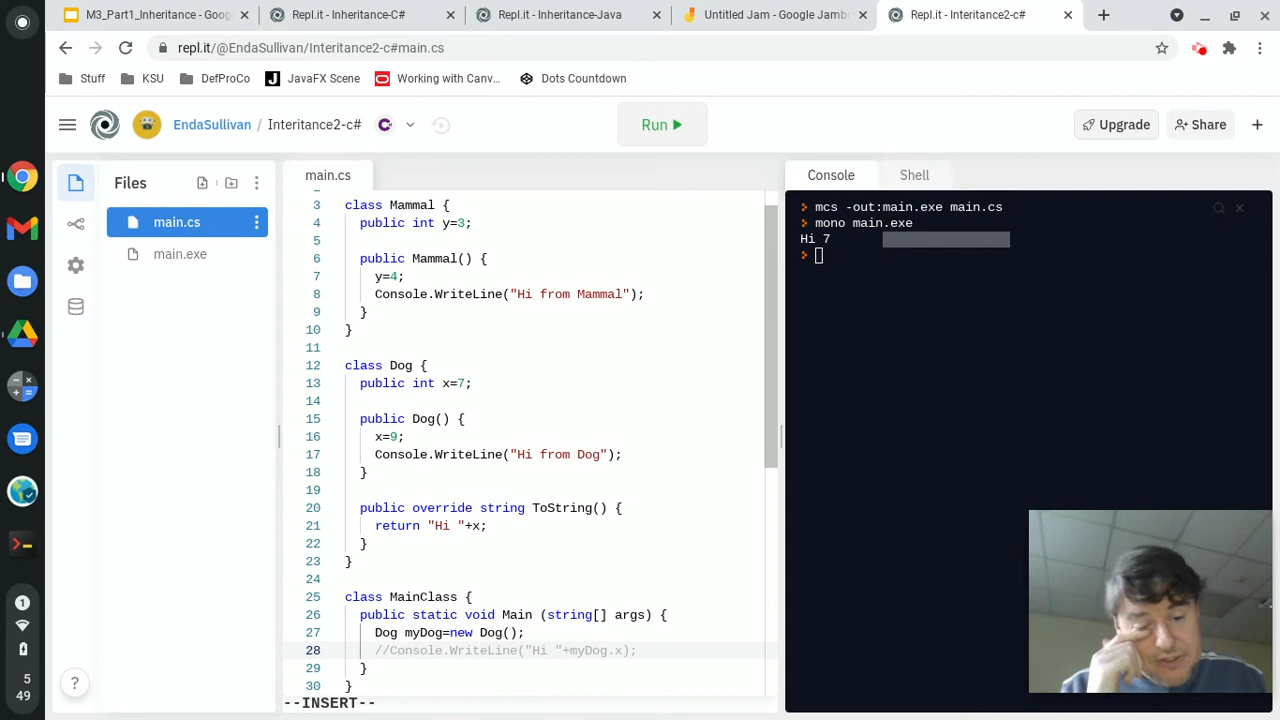 M3_Part1_Inheritance - Goog
Repl.it - Inheritance-C#
Repl.it - Inheritance-Java
Untitled Jam - Google Jambo
Repl.it - Interitance2-c#
repl.it/@EndaSullivan/Interitance2-c#main.cs
Stuff
KSU
DefProCo
JavaFX Scene
Working with Canv...
Dots Countdown
EndaSullivan / Interitance2-c#
Run
Upgrade
Share
Files
main.cs
main.exe
main.cs
2
3 class Mammal {
4 public int y=3;
5
6 public Mammal() {
7 y=4;
8 Console.WriteLine("Hi from Mammal");
9 }
10 }
11
12 class Dog {
13 public int x=7;
14
15 public Dog() {
16 x=9;
17 Console.WriteLine("Hi from Dog");
18 }
19
20 public override string ToString() {
21 return "Hi "+x;
22 }
23 }
24
25 class MainClass {
26 public static void Main (string[] args) {
27 Dog myDog=new Dog();
28 //Console.WriteLine("Hi "+myDog.x);
29 }
30 }
--INSERT--
Console
Shell
mcs -out:main.exe main.cs
mono main.exe
Hi 7
1
5
49
?